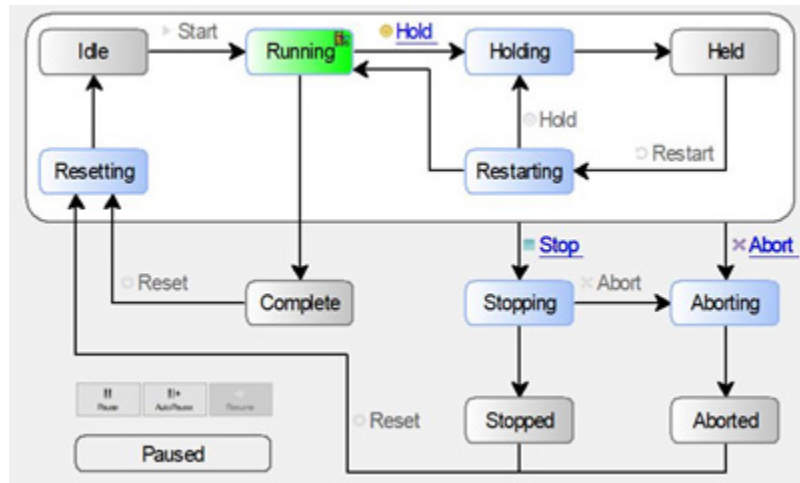 Idle
Start
Running
Hold
Holding
Held
Hold
Restart
Resetting
Restarting
Stop
Abort
Reset
Complete
Stopping
Abort
Aborting
Pause
AutoPause
Resume
Reset
Stopped
Aborted
Paused